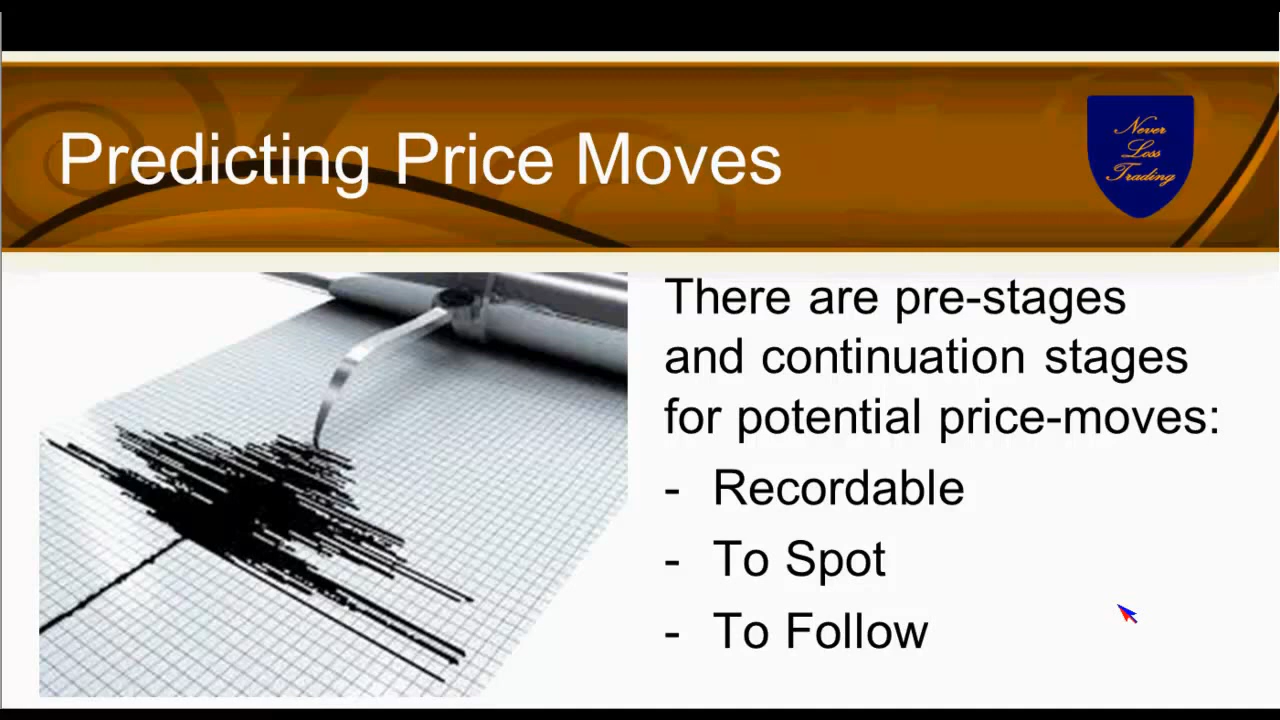 Predicting Price Moves
Never
Loss
Trading
There are pre-stages
and continuation stages
for potential price-moves:
- Recordable
- To Spot
- To Follow